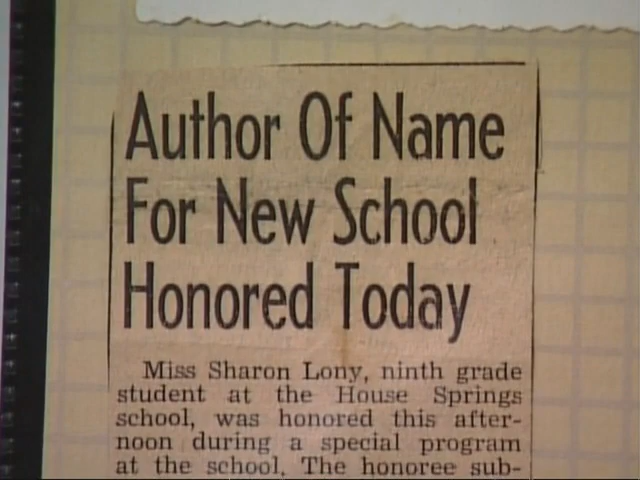 Author Of Name
For New School
Honored Today
Miss Sharon Lony, ninth grade
student at the House Springs
school, was honored this after-
noon during a special program
at the school. The honoree sub-